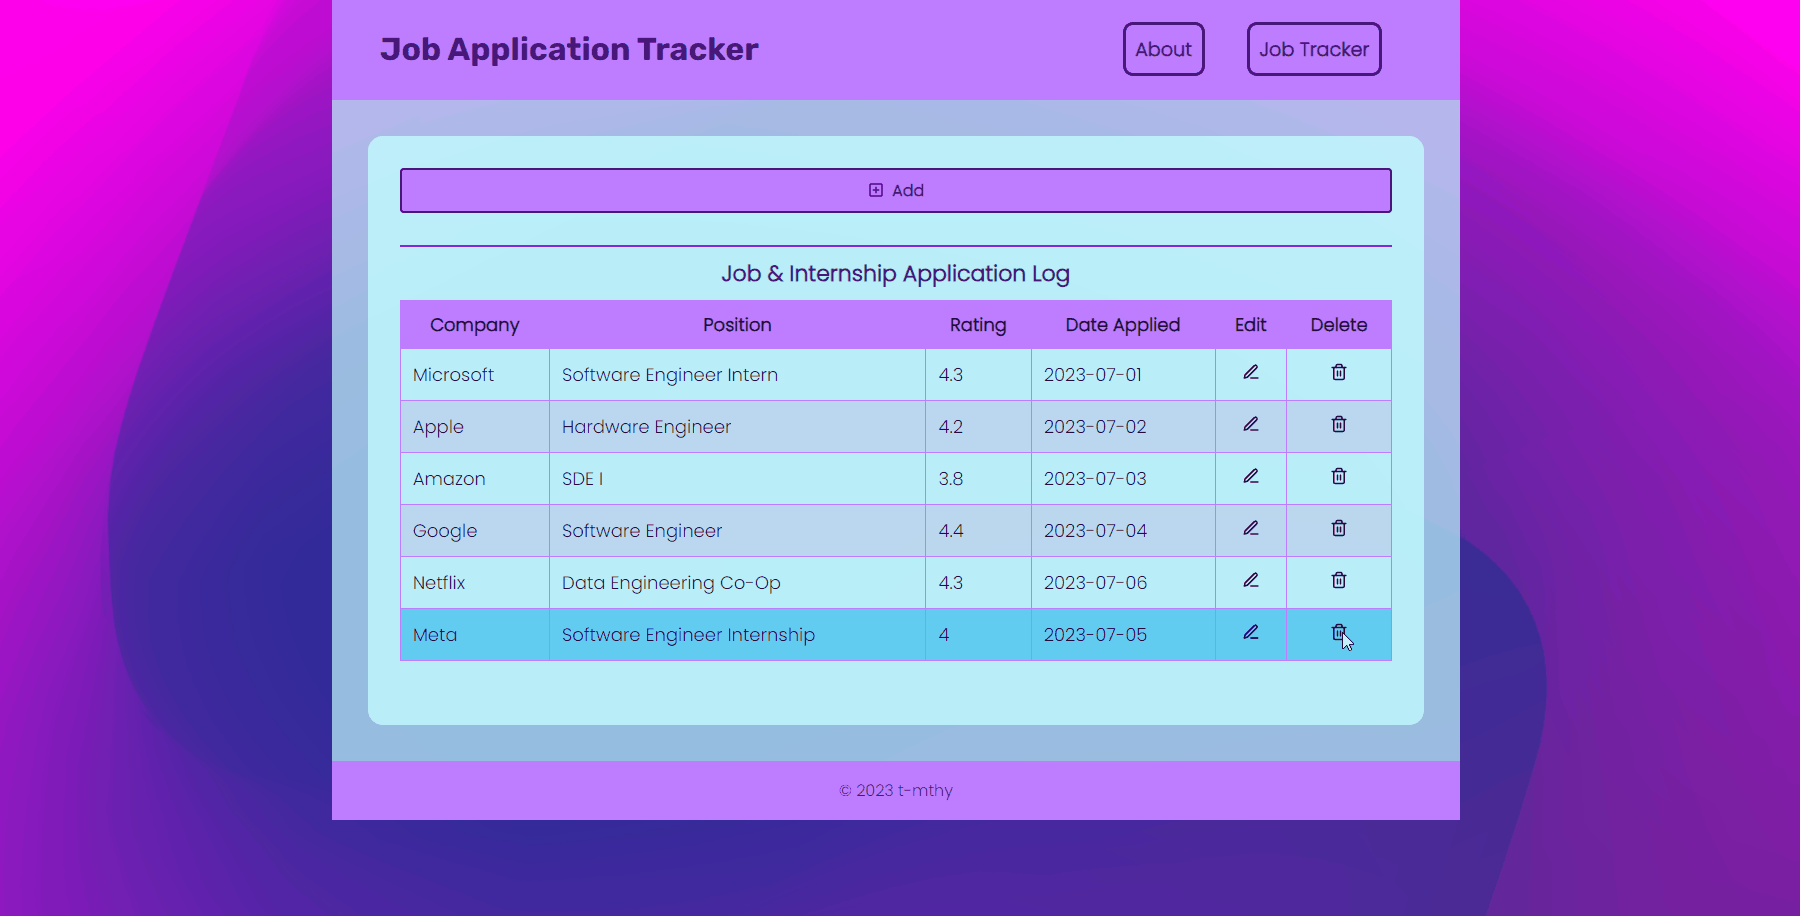 Job Application Tracker About Job Tracker
Add
Job & Internship Application Log
Company Position Rating Date Applied Edit Delete
Microsoft Software Engineer Intern 4.3 2023-07-01
Apple Hardware Engineer 4.2 2023-07-02
Amazon SDE I 3.8 2023-07-03
Google Software Engineer 4.4 2023-07-04
Netflix Data Engineering Co-Op 4.3 2023-07-06
Meta Software Engineer Internship 4 2023-07-05
© 2023 t-mthy